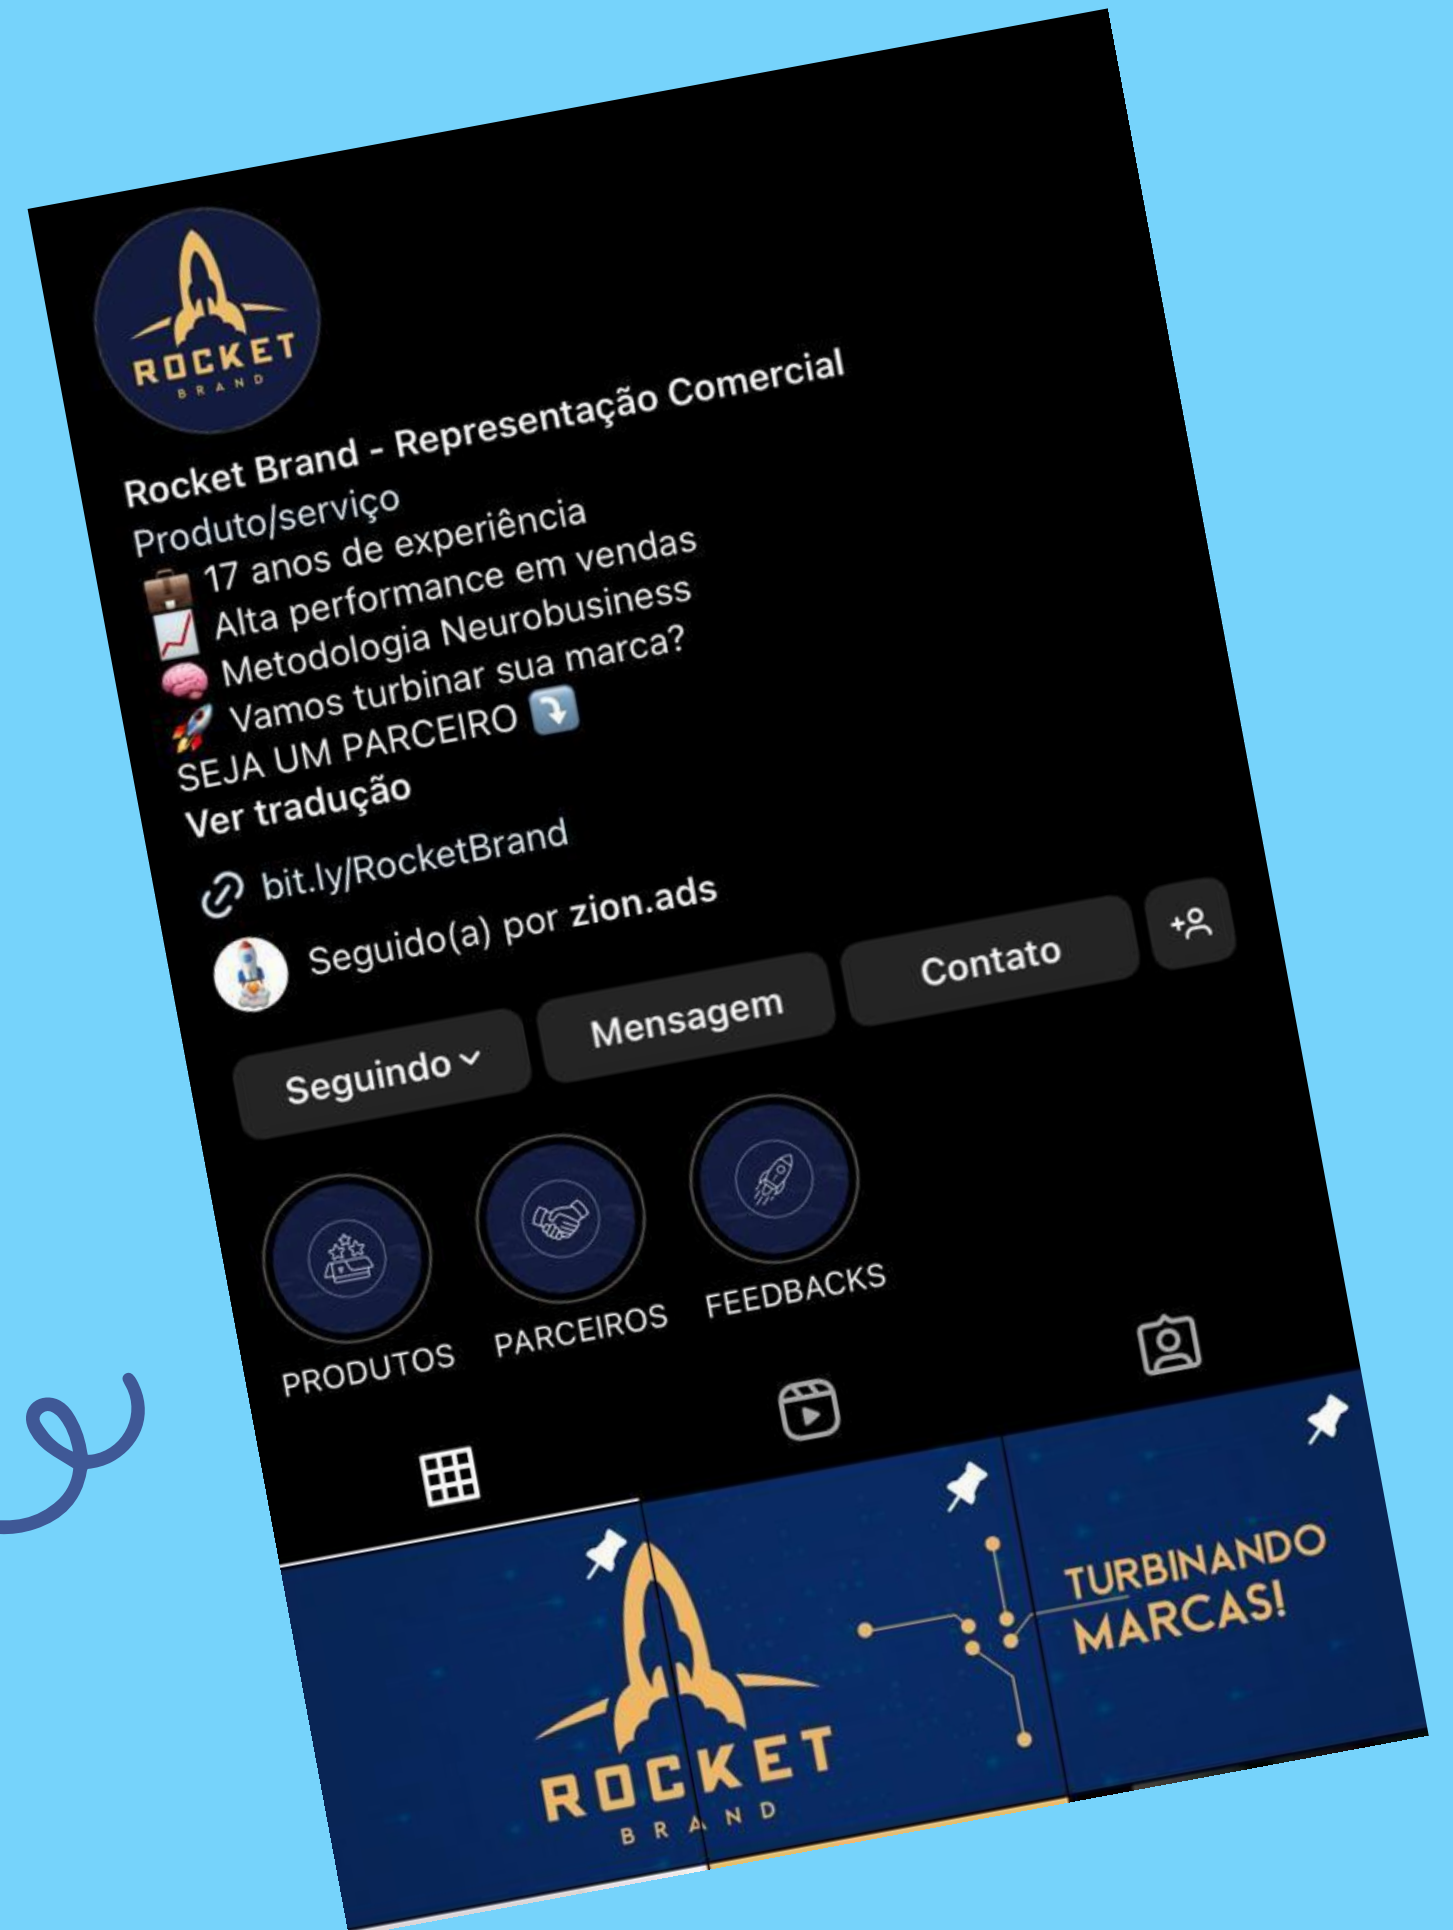 ROCKET
BRAND
Rocket Brand - Representação Comercial
Produto/serviço
💼 17 anos de experiência
📈 Alta performance em vendas
🧠 Metodologia Neurobusiness
🚀 Vamos turbinar sua marca?
SEJA UM PARCEIRO ⤵️
Ver tradução
bit.ly/RocketBrand
Seguido(a) por zion.ads
Seguindo
Mensagem
Contato
PRODUTOS
PARCEIROS
FEEDBACKS
ROCKET
BRAND
TURBINANDO
MARCAS!